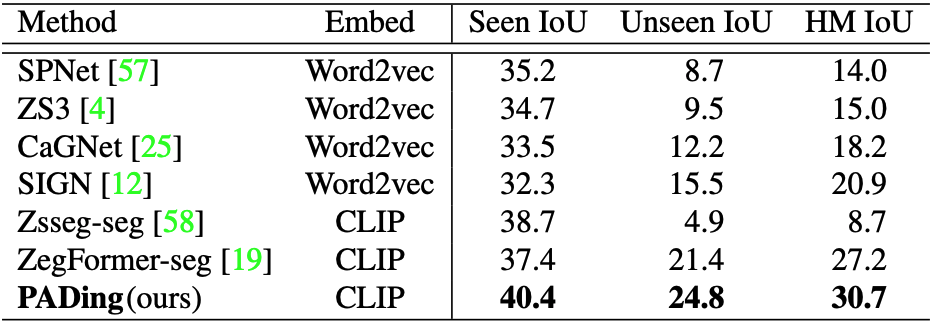 Method Embed Seen IoU Unseen IoU HM IoU
SPNet [57] Word2vec 35.2 8.7 14.0
ZS3 [4] Word2vec 34.7 9.5 15.0
CaGNet [25] Word2vec 33.5 12.2 18.2
SIGN [12] Word2vec 32.3 15.5 20.9
Zsseg-seg [58] CLIP 38.7 4.9 8.7
ZegFormer-seg [19] CLIP 37.4 21.4 27.2
PADing(ours) CLIP 40.4 24.8 30.7